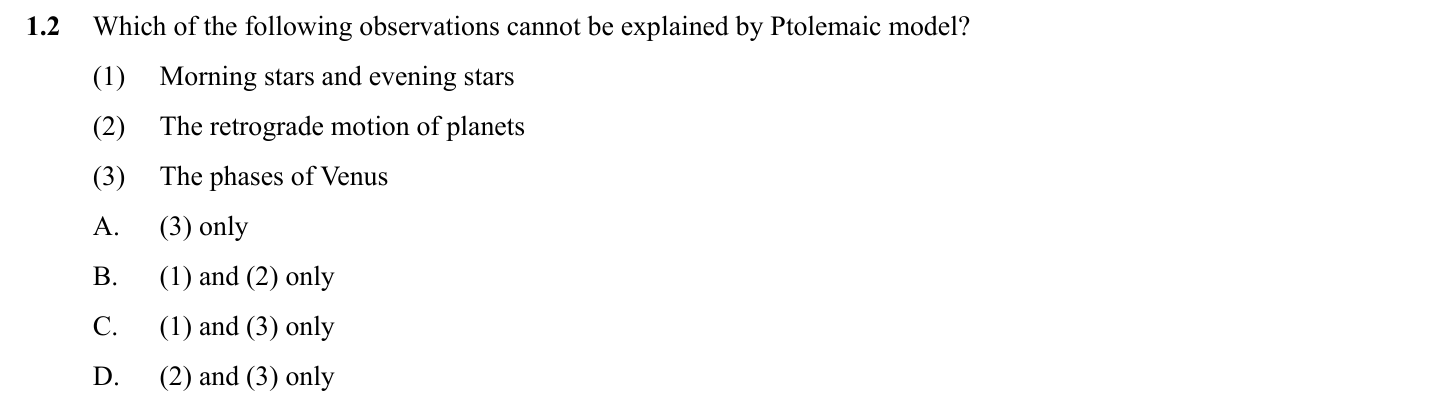 1.2 Which of the following observations cannot be explained by Ptolemaic model?
(1) Morning stars and evening stars
(2) The retrograde motion of planets
(3) The phases of Venus
A. (3) only
B. (1) and (2) only
C. (1) and (3) only
D. (2) and (3) only